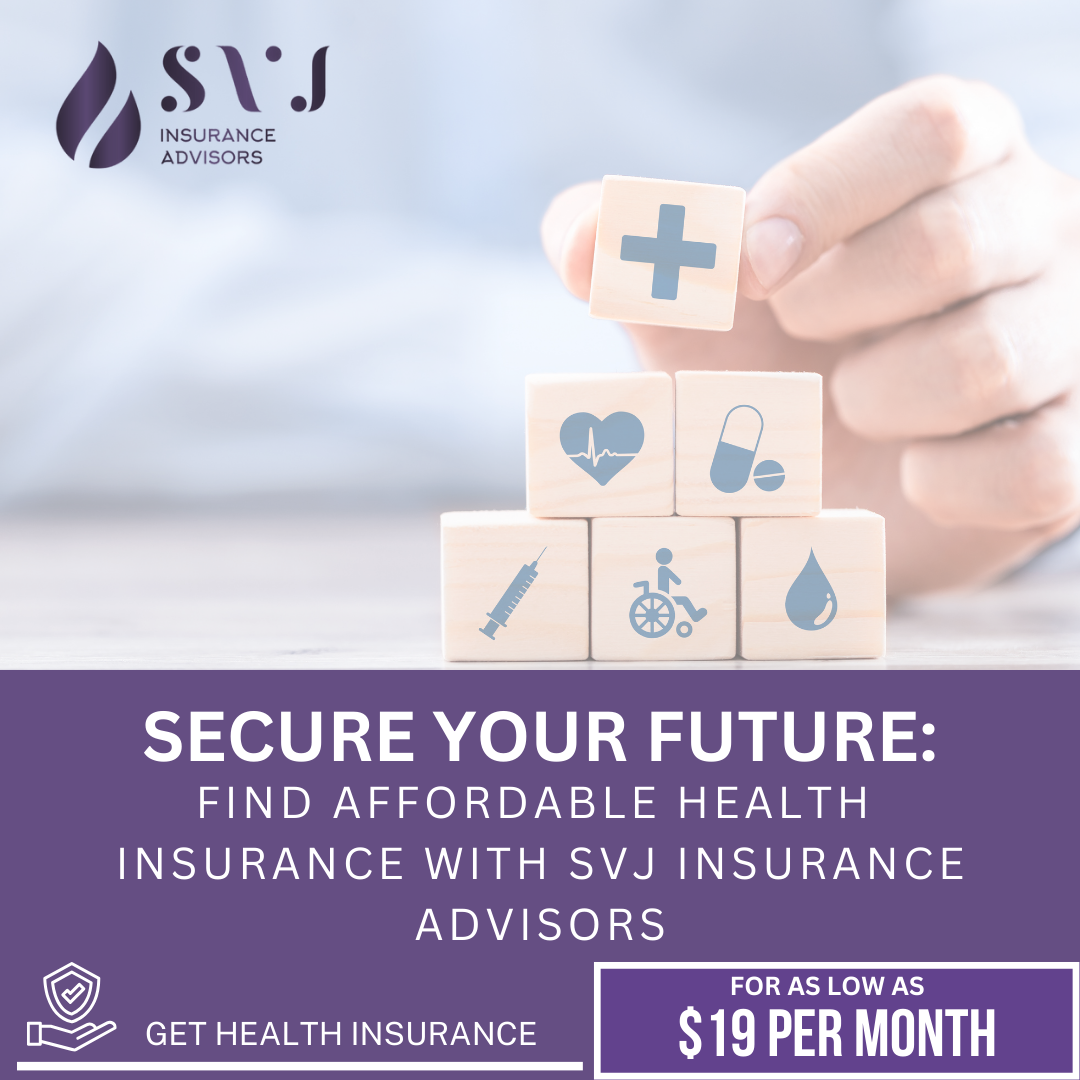 SVJ
INSURANCE
ADVISORS
SECURE YOUR FUTURE:
FIND AFFORDABLE HEALTH
INSURANCE WITH SVJ INSURANCE
ADVISORS
GET HEALTH INSURANCE
FOR AS LOW AS
$19 PER MONTH